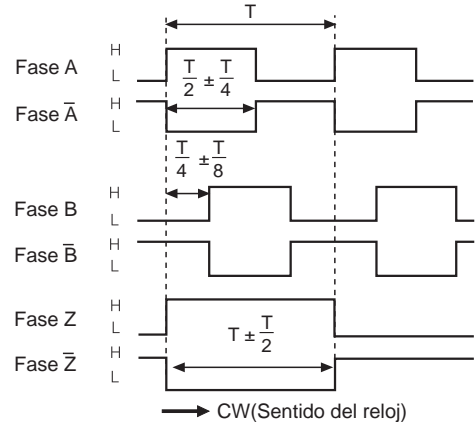 T
Fase A H
L
T/2 ± T/4
Fase A̅ H
L
T/4 ± T/8
Fase B H
L
Fase B̅ H
L
Fase Z H
L
T ± T/2
Fase Z̅ H
L
CW(Sentido del reloj)